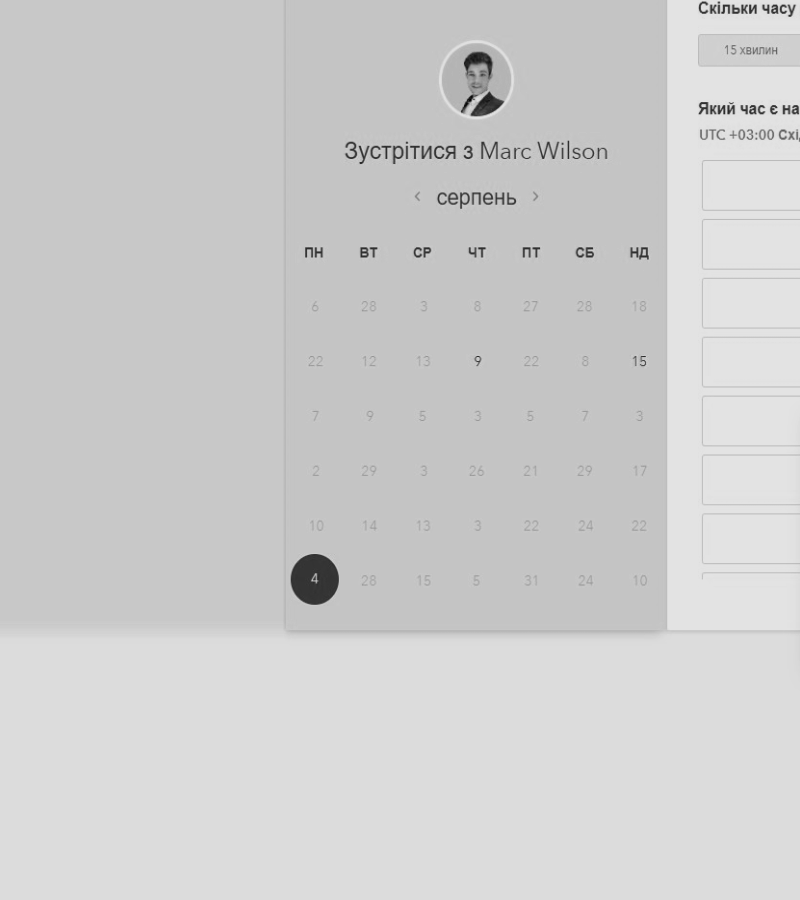 Скільки часу
15 хвилин
Який час є на
UTC +03:00 Схі
Зустрітися з Marc Wilson
серпень
ПН ВТ СР ЧТ ПТ СБ НД
6 28 3 8 27 28 18
22 12 13 9 22 8 15
7 9 5 3 5 7 3
2 29 3 26 21 29 17
10 14 13 3 22 24 22
4 28 15 5 31 24 10